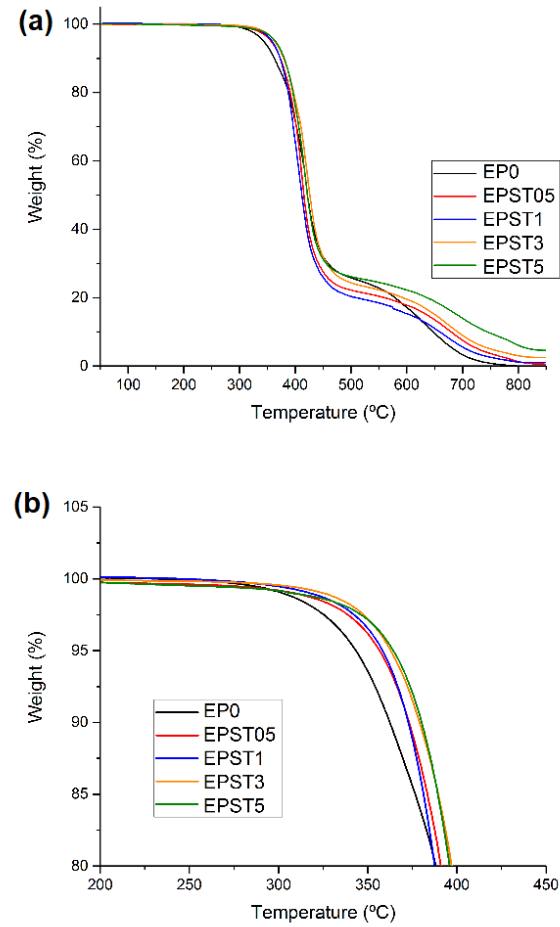 (a)
100
80
60
40
20
0
Weight (%)
EP0
EPST05
EPST1
EPST3
EPST5
100 200 300 400 500 600 700 800
Temperature (ºC)
(b)
105
100
95
90
85
80
Weight (%)
EP0
EPST05
EPST1
EPST3
EPST5
200 250 300 350 400 450
Temperature (ºC)